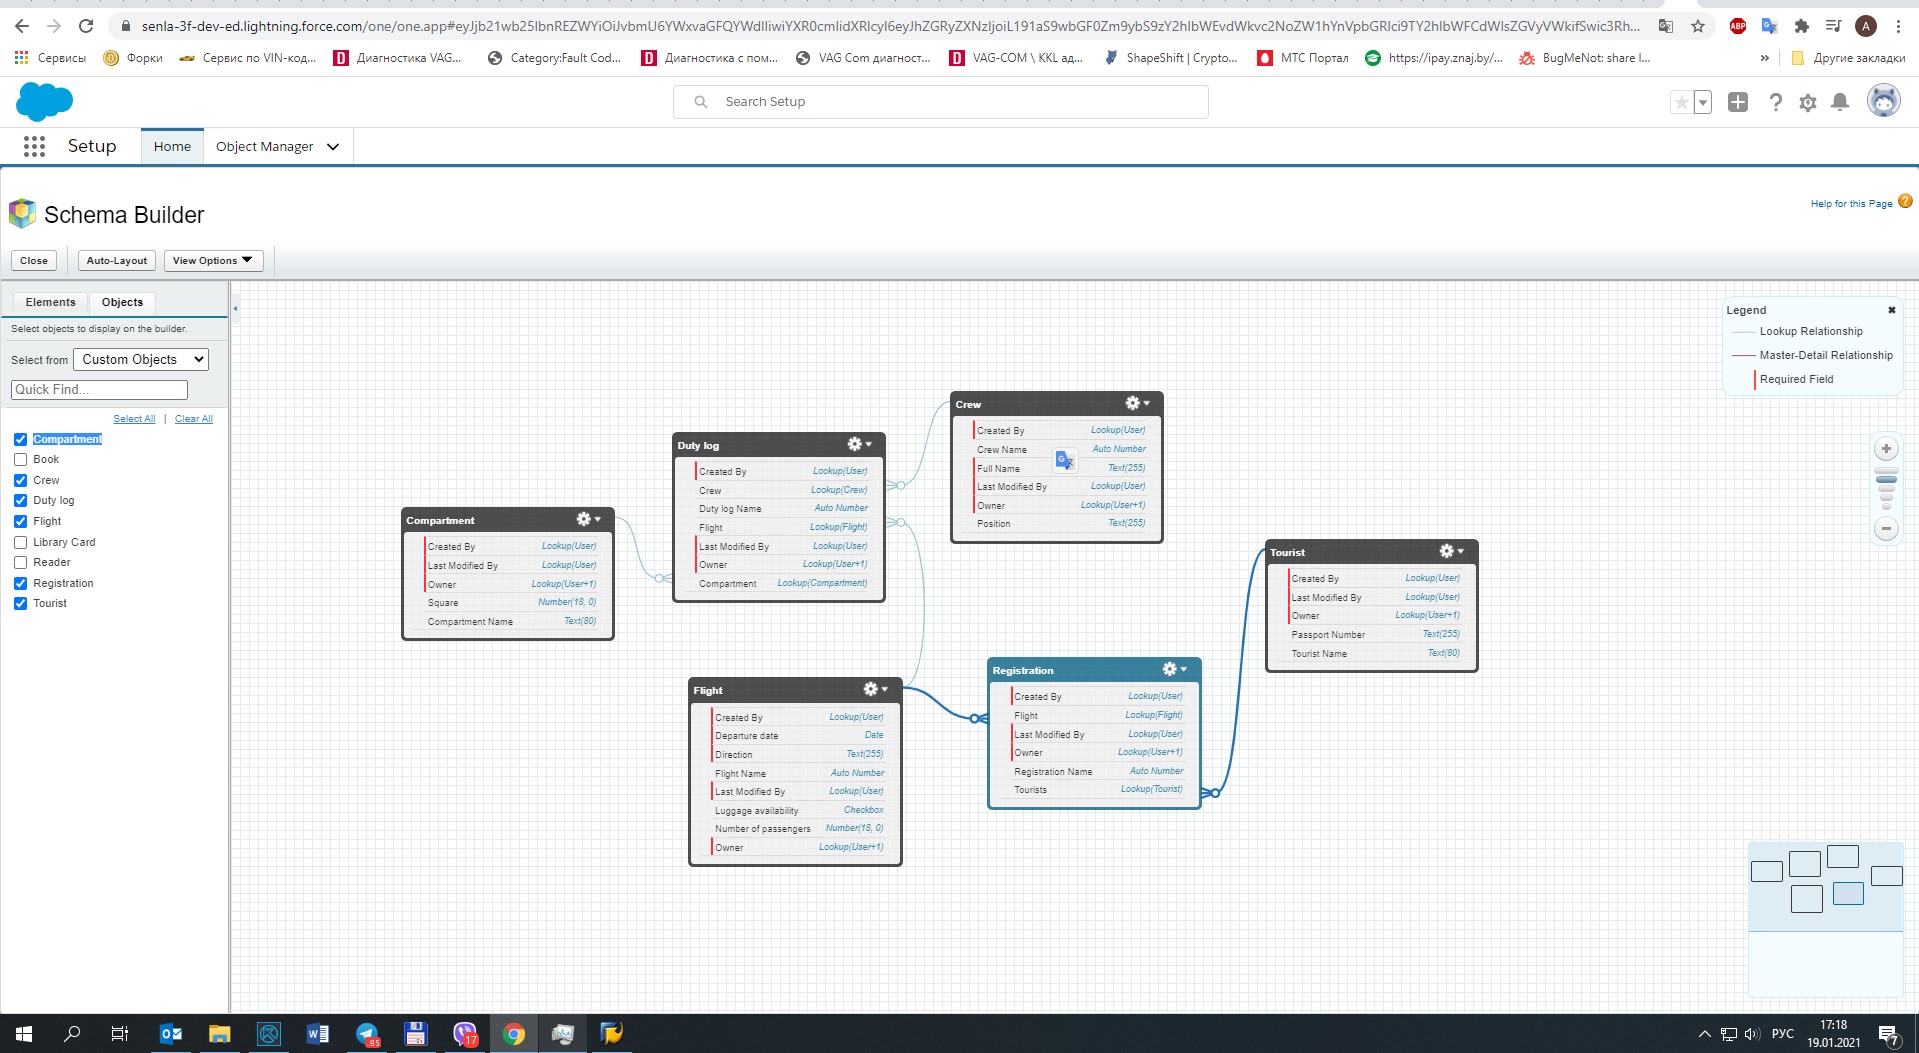 senla-3f-dev-ed.lightning.force.com/one/one.app#eyJjb21wb25lbnREZWYiOiJvbmU6YWxvaGFQYWdlIiwiYXR0cmlidXRlcyI6eyJhZGRyZXNzIjoiL191aS9wbGF0Zm9ybS9zY2hlbWEvdWkvc2NoZW1hYnVpbGRlci9TY2hlbWFCdWlsZGVyVWkifSwic3Rh...
ABP
A
Сервисы
Форки
Сервис по VIN-код...
Диагностика VAG...
Category:Fault Cod...
Диагностика с пом...
VAG Com диагност...
VAG-COM \ KKL ад...
ShapeShift | Crypto...
МТС Портал
https://ipay.znaj.by/...
BugMeNot: share l...
»
Другие закладки
Search Setup
Setup
Home
Object Manager
Schema Builder
Help for this Page ?
Close
Auto-Layout
View Options
Elements
Objects
Select objects to display on the builder.
Select from Custom Objects
Quick Find...
Select All | Clear All
Compartment
Book
Crew
Duty log
Flight
Library Card
Reader
Registration
Tourist
Compartment
Created By Lookup(User)
Last Modified By Lookup(User)
Owner Lookup(User+1)
Square Number(18, 0)
Compartment Name Text(80)
Duty log
Created By Lookup(User)
Crew Lookup(Crew)
Duty log Name Auto Number
Flight Lookup(Flight)
Last Modified By Lookup(User)
Owner Lookup(User+1)
Compartment Lookup(Compartment)
Crew
Created By Lookup(User)
Crew Name Auto Number
Full Name Text(255)
Last Modified By Lookup(User)
Owner Lookup(User+1)
Position Text(255)
Flight
Created By Lookup(User)
Departure date Date
Direction Text(255)
Flight Name Auto Number
Last Modified By Lookup(User)
Luggage availability Checkbox
Number of passengers Number(18, 0)
Owner Lookup(User+1)
Registration
Created By Lookup(User)
Flight Lookup(Flight)
Last Modified By Lookup(User)
Owner Lookup(User+1)
Registration Name Auto Number
Tourists Lookup(Tourist)
Tourist
Created By Lookup(User)
Last Modified By Lookup(User)
Owner Lookup(User+1)
Passport Number Text(255)
Tourist Name Text(80)
Legend
Lookup Relationship
Master-Detail Relationship
Required Field
95
17
РУС
17:18
19.01.2021
7